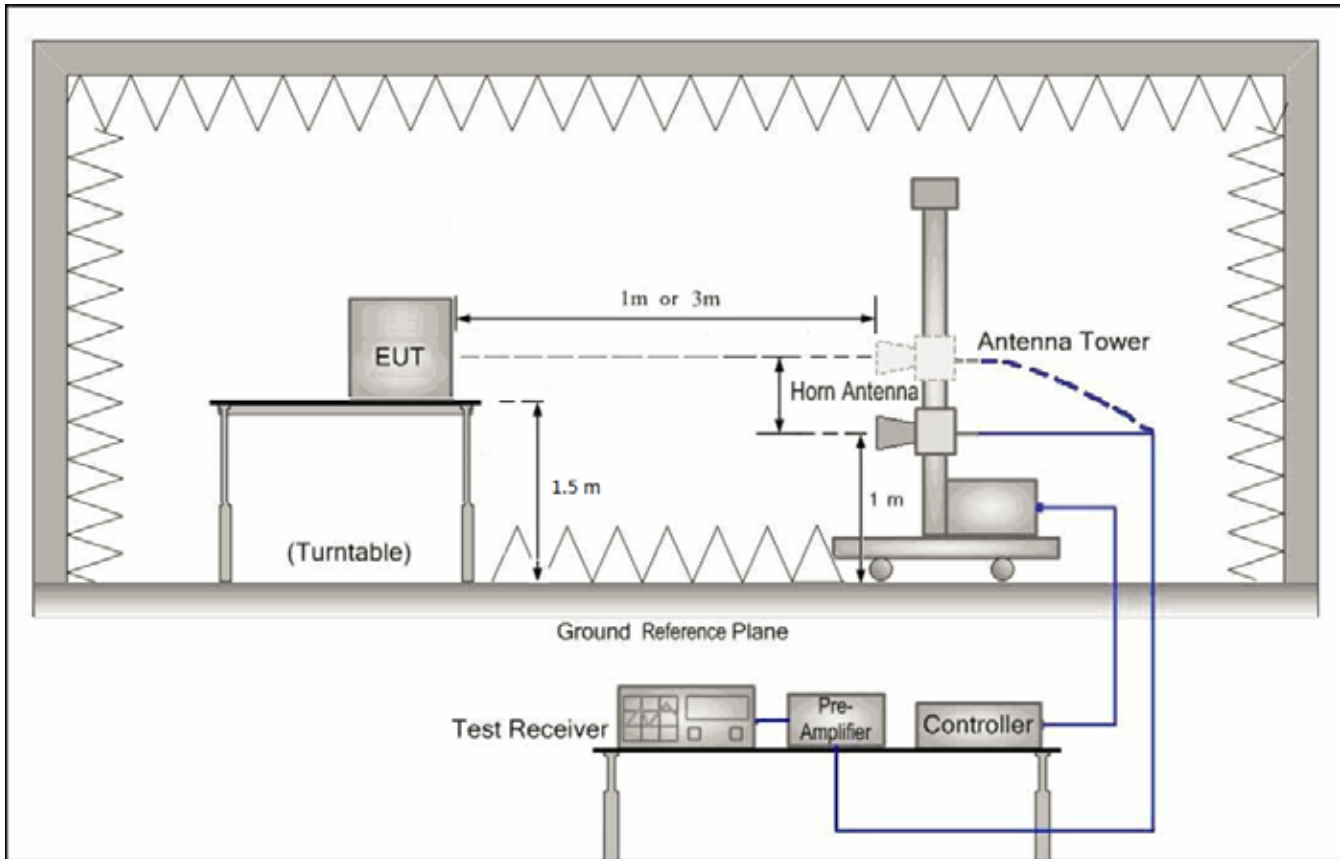 1m or 3m
EUT
Antenna Tower
Horn Antenna
1.5 m
1 m
(Turntable)
Ground Reference Plane
Test Receiver
Pre-
Amplifier
Controller